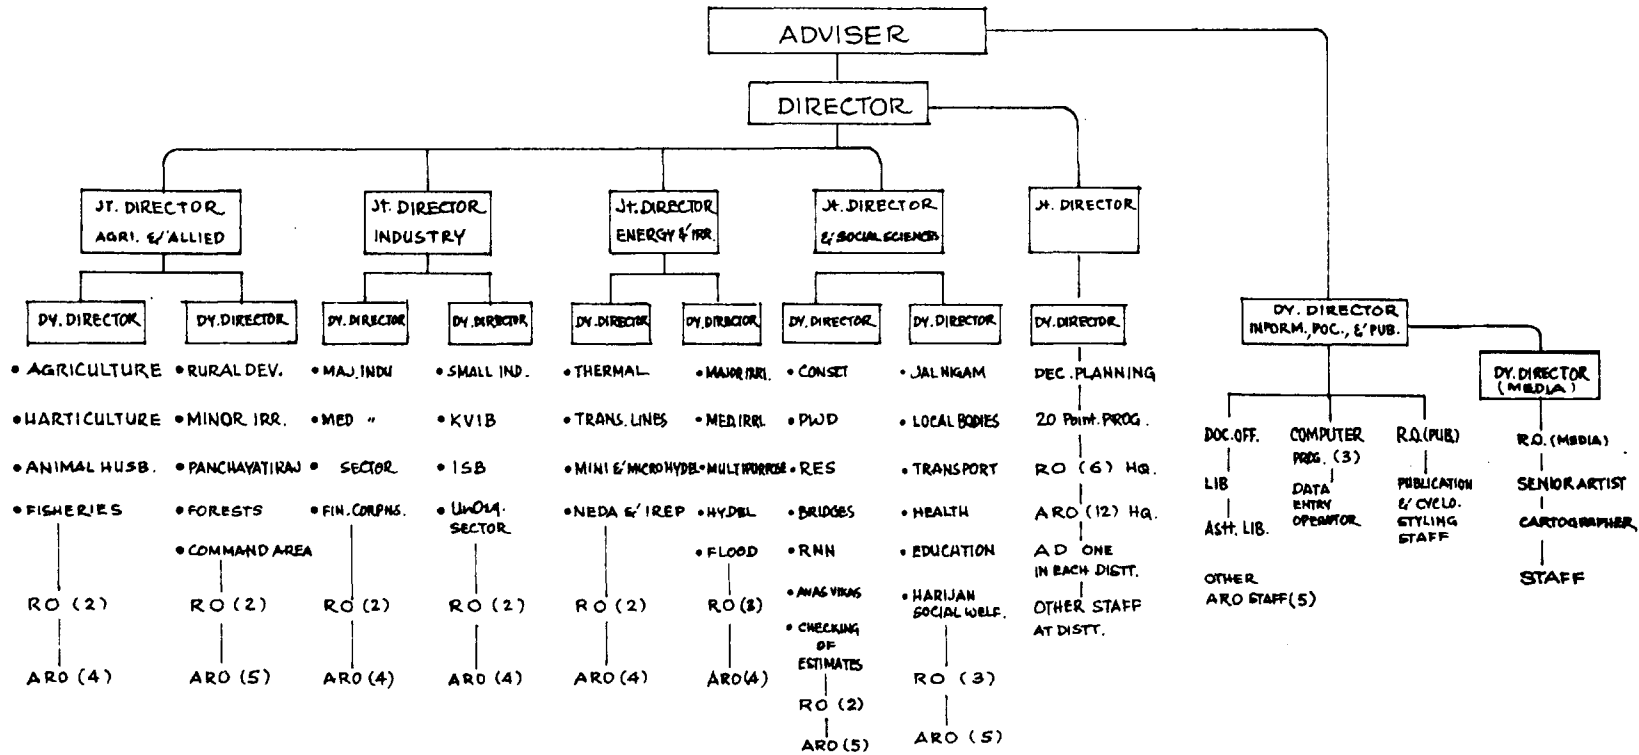 ADVISER
DIRECTOR
JT. DIRECTOR
AGRI. & ALLIED
Jt. DIRECTOR
INDUSTRY
Jt. DIRECTOR
ENERGY & IRR.
Jt. DIRECTOR
& SOCIAL SCIENCES
Jt. DIRECTOR
DY. DIRECTOR
• AGRICULTURE
• HARTICULTURE
• ANIMAL HUSB.
• FISHERIES
RO (2)
ARO (4)
DY. DIRECTOR
• RURAL DEV.
• MINOR IRR.
• PANCHAYATIRAJ
• FORESTS
• COMMAND AREA
RO (2)
ARO (5)
DY. DIRECTOR
• MAJ. INDU
• MED "
• SECTOR
• FIN. CORPNS.
RO (2)
ARO (4)
DY. DIRECTOR
• SMALL IND.
• KVIB
• ISB
• UnOrg.
SECTOR
RO (2)
ARO (4)
DY. DIRECTOR
• THERMAL
• TRANS. LINES
• MINI & MICROHYDEL
• NEDA & IREP
RO (2)
ARO (4)
DY. DIRECTOR
• MAJOR IRRI.
• MED. IRRI.
• MULTIPURPOSE
• HYDEL
• FLOOD
RO
ARO (4)
DY. DIRECTOR
• CONSCT
• PWD
• RES
• BRIDGES
• RNN
• AVAS VIKAS
• CHECKING
OF
ESTIMATES
RO (2)
ARO (5)
DY. DIRECTOR
• JAL NIGAM
• LOCAL BODIES
• TRANSPORT
• HEALTH
• EDUCATION
• HARIJAN
SOCIAL WELF.
RO (3)
ARO (5)
DY. DIRECTOR
DEC. PLANNING
20 Point. PROG.
RO (6) HQ.
ARO (12) HQ.
AD ONE
IN EACH DISTT.
OTHER STAFF
AT DISTT.
DY. DIRECTOR
INFORM., DOC., & PUB.
DOC. OFF.
LIB
Astt. LIB.
OTHER
ARO STAFF (5)
COMPUTER
PROG. (3)
DATA
ENTRY
OPERATOR
R.O. (PUB)
PUBLICATION
& CYCLO.
STYLING
STAFF
DY. DIRECTOR
(MEDIA)
R.O. (MEDIA)
SENIOR ARTIST
CARTOGRAPHER
STAFF